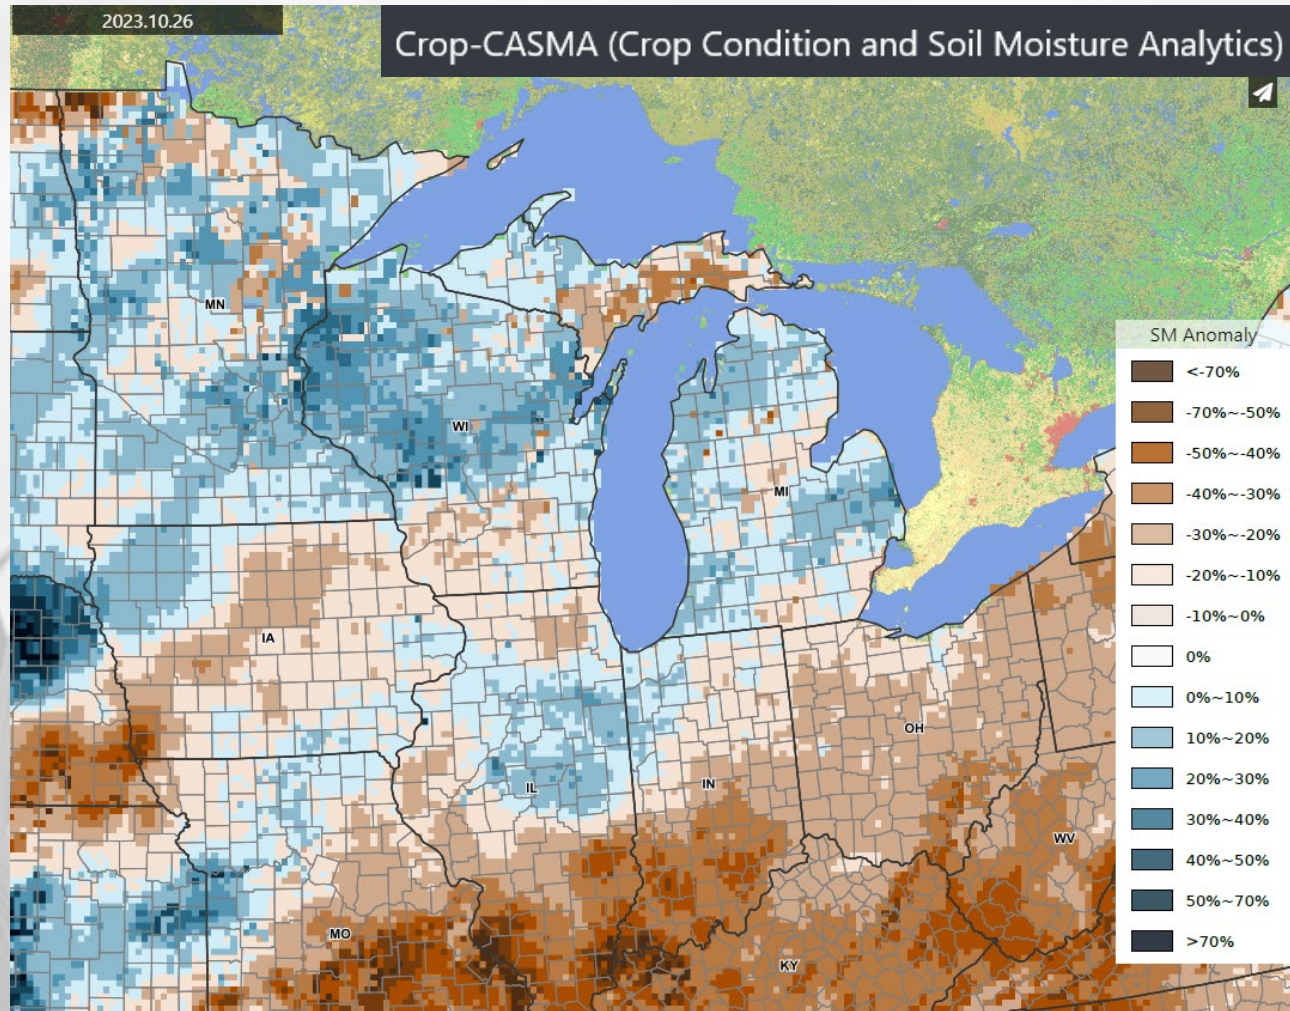 2023.10.26
Crop-CASMA (Crop Condition and Soil Moisture Analytics)
SM Anomaly
<-70%
-70%~-50%
-50%~-40%
-40%~-30%
-30%~-20%
-20%~-10%
-10%~0%
0%
0%~10%
10%~20%
20%~30%
30%~40%
40%~50%
50%~70%
>70%
MN
WI
MI
IA
IL
IN
OH
WV
MO
KY